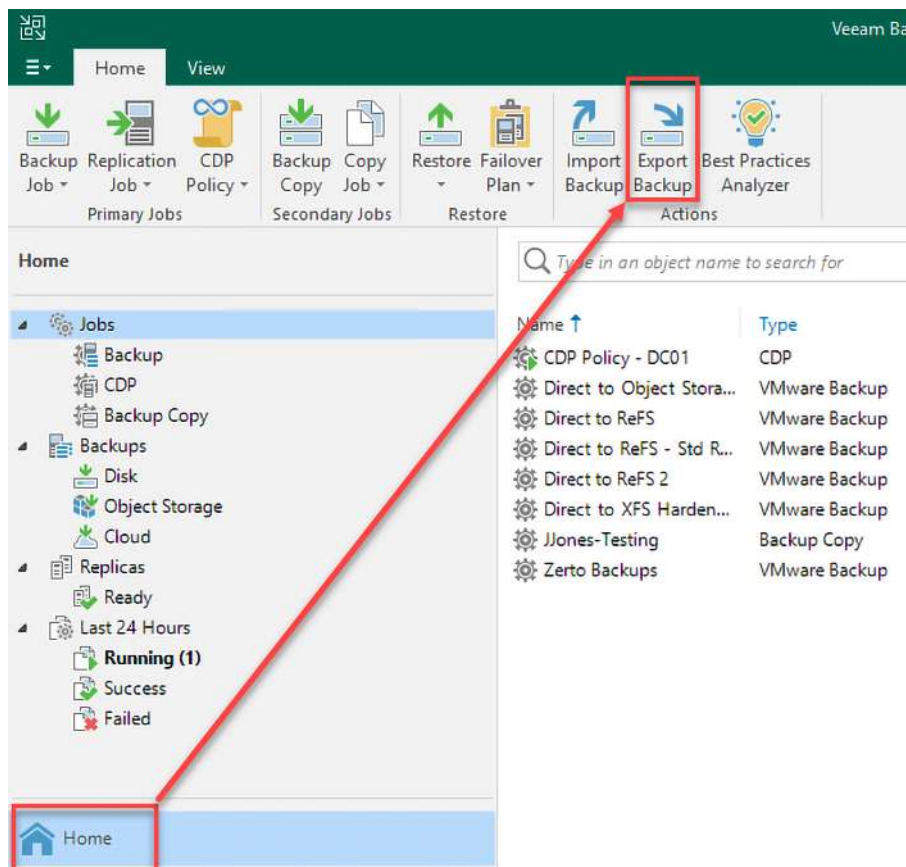 Veeam Ba
Home View
Backup Replication CDP Backup Copy Restore Failover Import Export Best Practices
Job Job Policy Copy Job Plan Backup Backup Analyzer
Primary Jobs Secondary Jobs Restore Actions
Home
Type in an object name to search for
Jobs
Backup
CDP
Backup Copy
Backups
Disk
Object Storage
Cloud
Replicas
Ready
Last 24 Hours
Running (1)
Success
Failed
Home
Name Type
CDP Policy - DC01 CDP
Direct to Object Stora... VMware Backup
Direct to ReFS VMware Backup
Direct to ReFS - Std R... VMware Backup
Direct to ReFS 2 VMware Backup
Direct to XFS Harden... VMware Backup
JJones-Testing Backup Copy
Zerto Backups VMware Backup